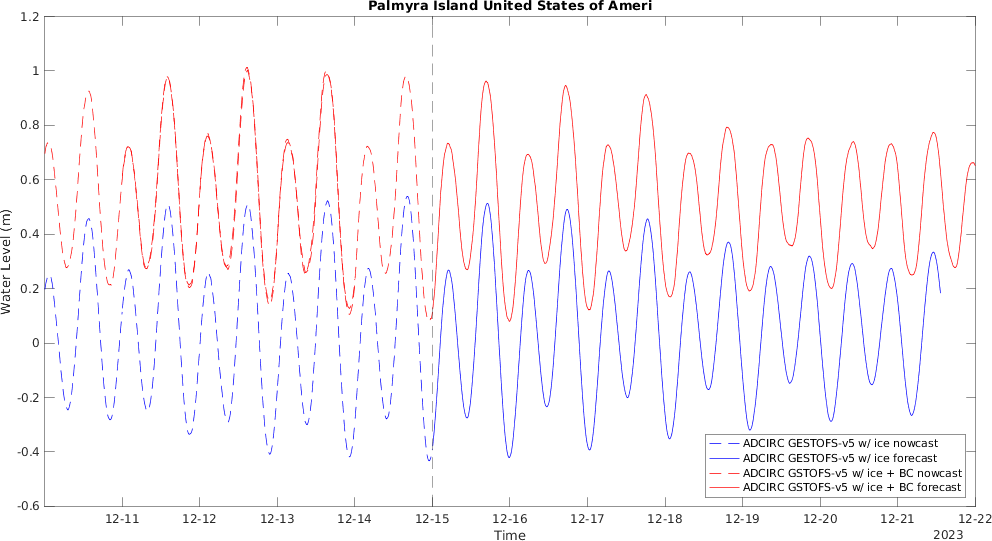 Palmyra Island United States of Ameri
1.2
1
0.8
0.6
0.4
0.2
0
-0.2
-0.4
-0.6
Water Level (m)
ADCIRC GESTOFS-v5 w/ ice nowcast
ADCIRC GESTOFS-v5 w/ ice forecast
ADCIRC GSTOFS-v5 w/ ice + BC nowcast
ADCIRC GSTOFS-v5 w/ ice + BC forecast
12-11 12-12 12-13 12-14 12-15 12-16 12-17 12-18 12-19 12-20 12-21 12-22
Time
2023